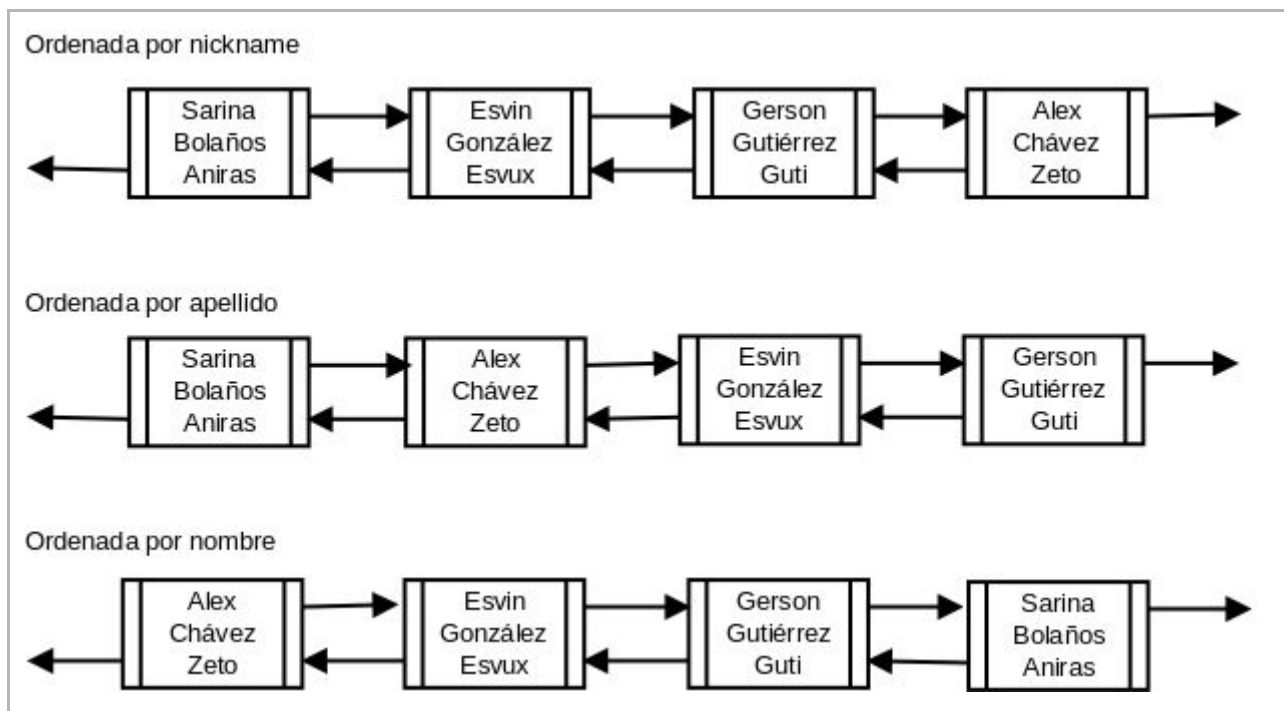 Ordenada por nickname
Sarina
Bolaños
Aniras
Esvin
González
Esvux
Gerson
Gutiérrez
Guti
Alex
Chávez
Zeto
Ordenada por apellido
Sarina
Bolaños
Aniras
Alex
Chávez
Zeto
Esvin
González
Esvux
Gerson
Gutiérrez
Guti
Ordenada por nombre
Alex
Chávez
Zeto
Esvin
González
Esvux
Gerson
Gutiérrez
Guti
Sarina
Bolaños
Aniras